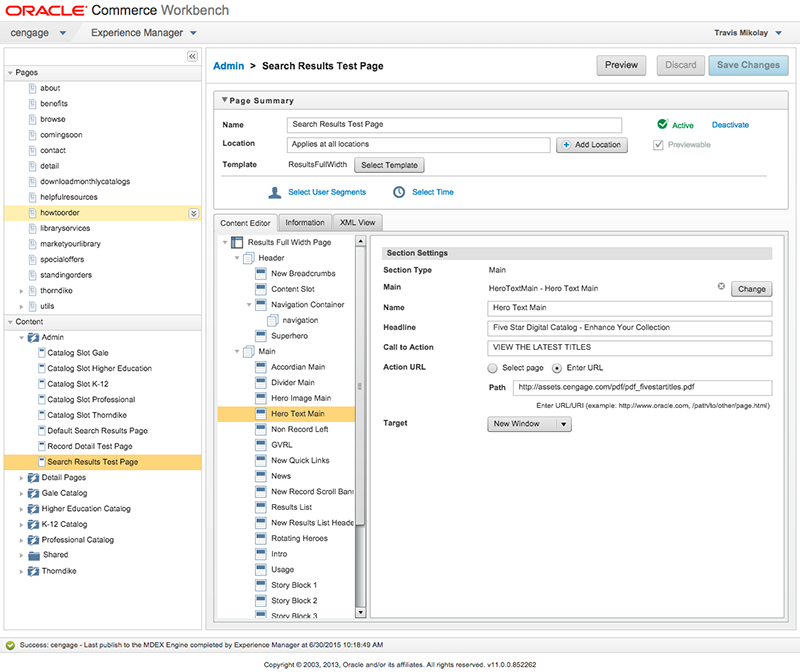 ORACLE® Commerce Workbench
cengage Experience Manager Travis Mikolay
Pages
about
benefits
browse
comingsoon
contact
detail
downloadmonthlycatalogs
helpfulresources
howtoorder
libraryservices
marketyourlibrary
specialoffers
standingorders
thorndike
utils
Content
Admin
Catalog Slot Gale
Catalog Slot Higher Education
Catalog Slot K-12
Catalog Slot Professional
Catalog Slot Thorndike
Default Search Results Page
Record Detail Test Page
Search Results Test Page
Detail Pages
Gale Catalog
Higher Education Catalog
K-12 Catalog
Professional Catalog
Shared
Thorndike
Admin > Search Results Test Page
Preview Discard Save Changes
Page Summary
Name Search Results Test Page Active Deactivate
Location Applies at all locations Add Location Previewable
Template ResultsFullWidth Select Template
Select User Segments Select Time
Content Editor Information XML View
Results Full Width Page
Header
New Breadcrumbs
Content Slot
Navigation Container
navigation
Superhero
Main
Accordian Main
Divider Main
Hero Image Main
Hero Text Main
Non Record Left
GVRL
New Quick Links
News
New Record Scroll Ban
Results List
New Results List Heade
Rotating Heroes
Intro
Usage
Story Block 1
Story Block 2
Story Block 3
Section Settings
Section Type Main
Main HeroTextMain - Hero Text Main Change
Name Hero Text Main
Headline Five Star Digital Catalog - Enhance Your Collection
Call to Action VIEW THE LATEST TITLES
Action URL Select page Enter URL
Path http://assets.cengage.com/pdf/pdf_fivestartitles.pdf
Enter URL/URI (example: http://www.oracle.com, /path/to/other/page.html)
Target New Window
Success: cengage - Last publish to the MDEX Engine completed by Experience Manager at 6/30/2015 10:18:49 AM
Copyright © 2003, 2013, Oracle and/or its affiliates. All rights reserved. v11.0.0.852262